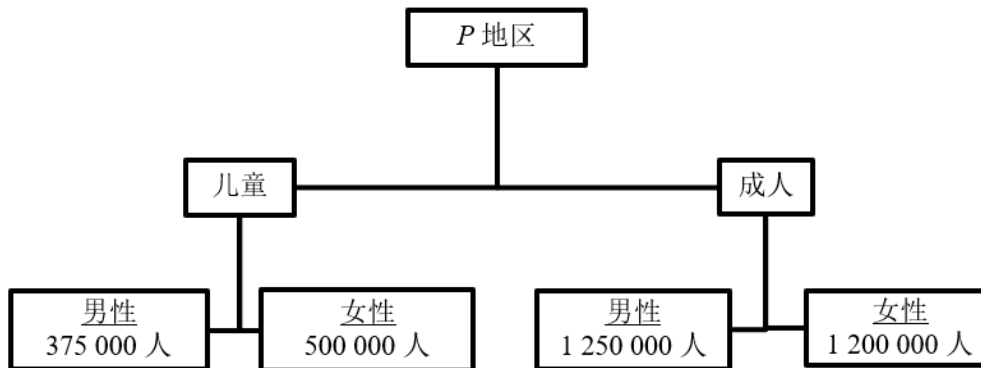 P 地区
儿童
成人
男性
375 000 人
女性
500 000 人
男性
1 250 000 人
女性
1 200 000 人